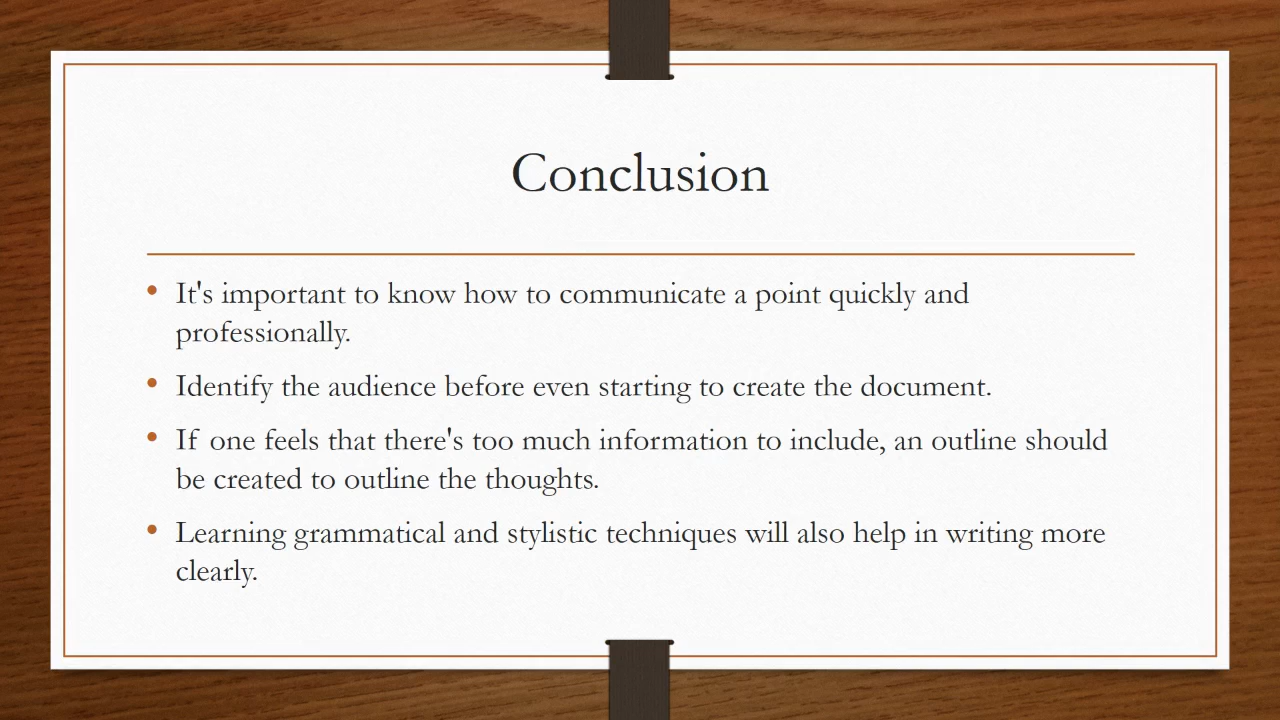 Conclusion
• It's important to know how to communicate a point quickly and
professionally.
• Identify the audience before even starting to create the document.
• If one feels that there's too much information to include, an outline should
be created to outline the thoughts.
• Learning grammatical and stylistic techniques will also help in writing more
clearly.